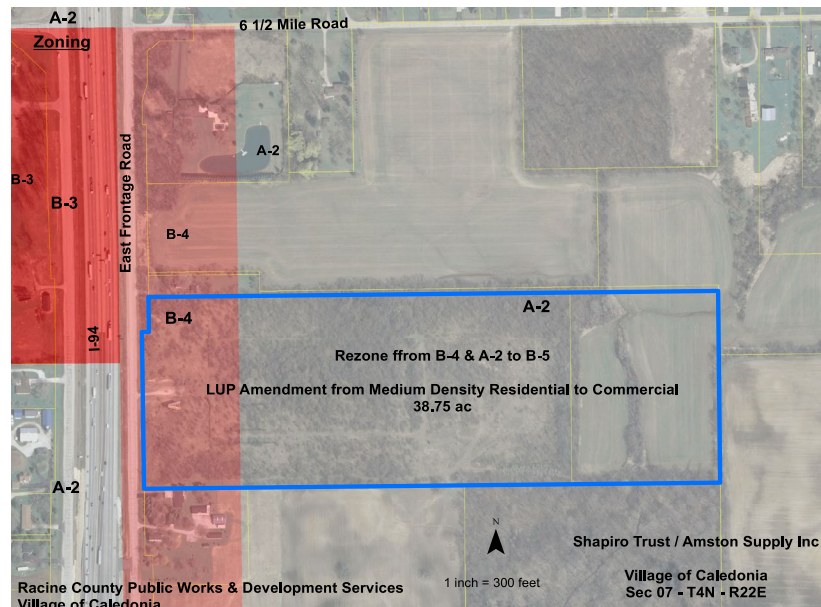 A-2
6 1/2 Mile Road
Zoning
A-2
East Frontage Road
B-3
B-3
B-4
I-94
B-4
A-2
Rezone ffrom B-4 & A-2 to B-5
LUP Amendment from Medium Density Residential to Commercial
38.75 ac
A-2
N
Shapiro Trust / Amston Supply Inc
1 inch = 300 feet
Village of Caledonia
Sec 07 - T4N - R22E
Racine County Public Works & Development Services
Village of Caledonia